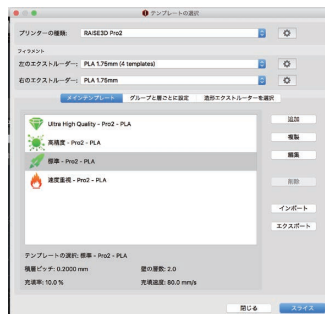 テンプレートの選択
プリンターの種類: RAISE3D Pro2
フィラメント
左のエクストルーダー: PLA 1.75mm (4 templates)
右のエクストルーダー: PLA 1.75mm
メインテンプレート グループと層ごとに設定 造形エクストルーターを選択
Ultra High Quality - Pro2 - PLA
高精度 - Pro2 - PLA
標準 - Pro2 - PLA
速度重視 - Pro2 - PLA
追加
複製
編集
削除
インポート
エクスポート
テンプレートの選択: 標準 - Pro2 - PLA
積層ピッチ: 0.2000 mm 壁の層数: 2.0
充填率: 10.0 % 充填速度: 80.0 mm/s
閉じる スライス